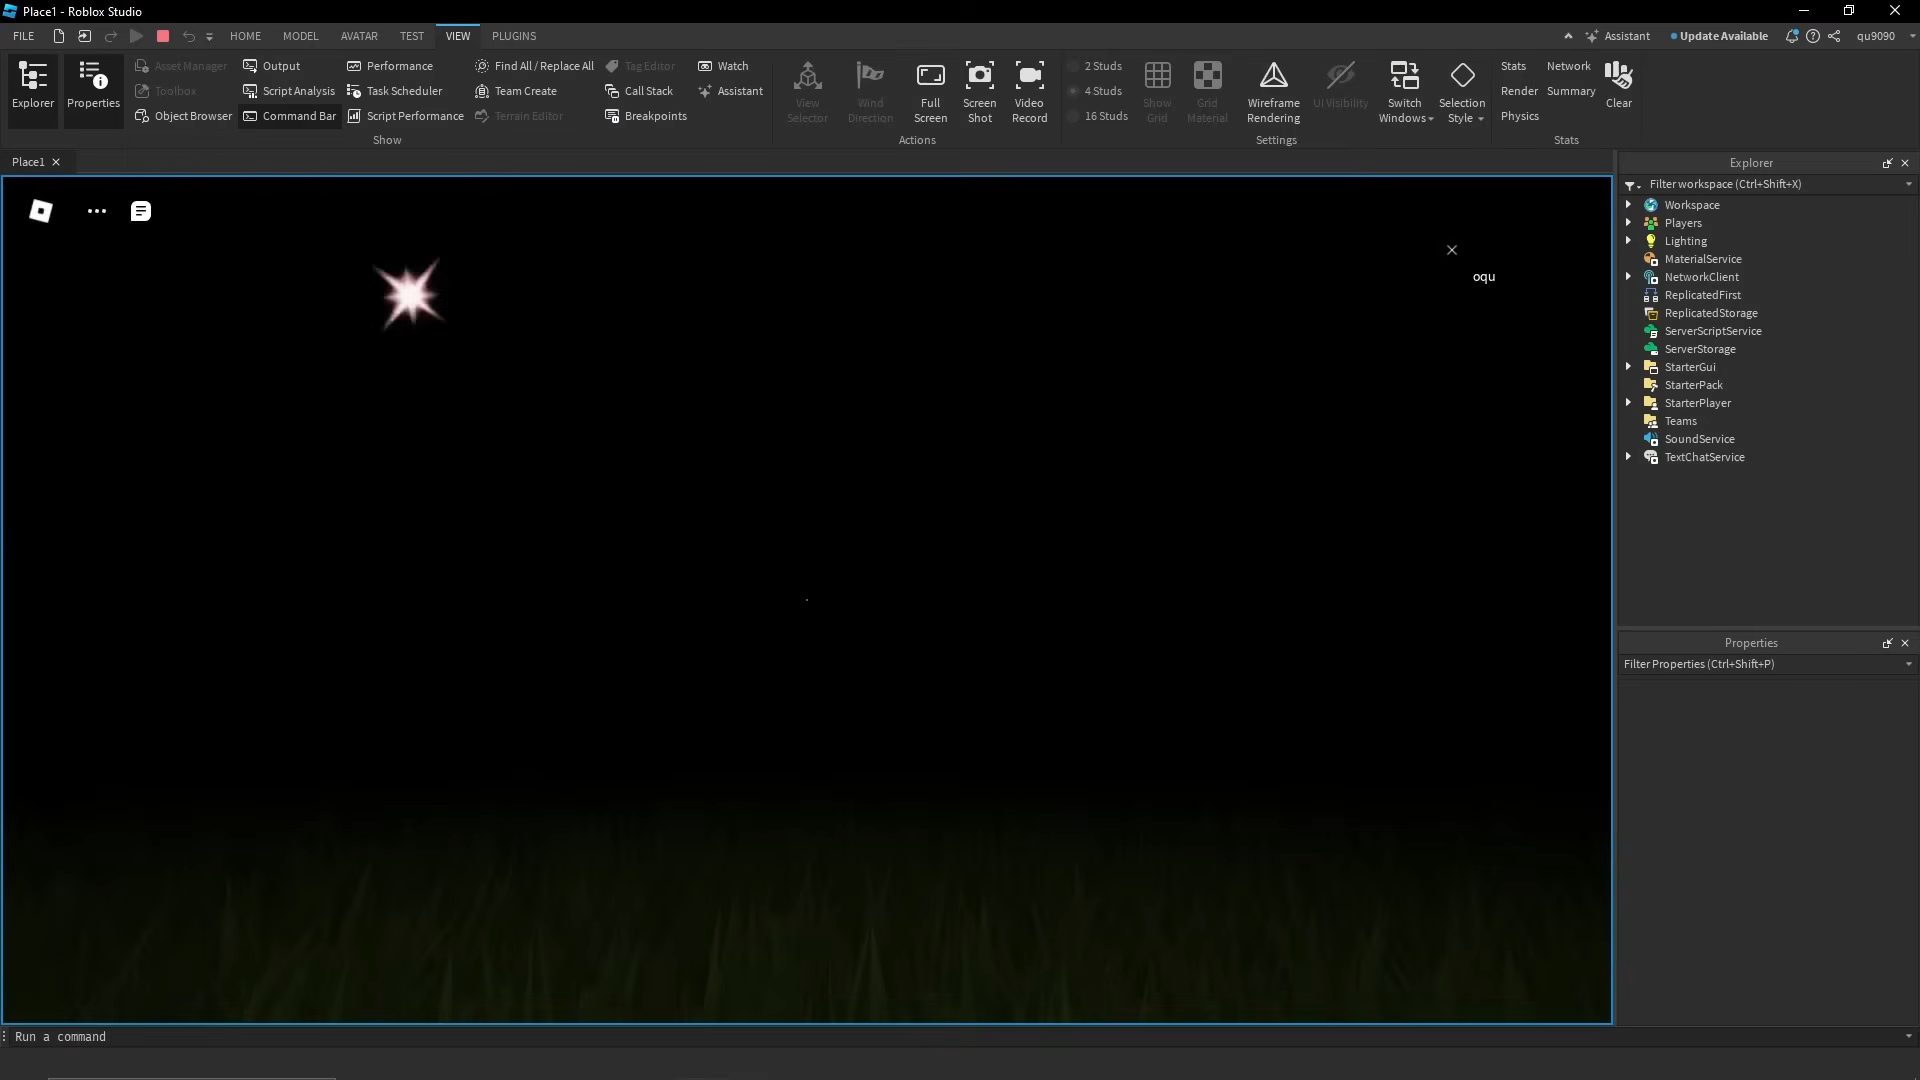 Place1 - Roblox Studio
FILE HOME MODEL AVATAR TEST VIEW PLUGINS Assistant Update Available qu9090
Explorer
Properties
Asset Manager
Toolbox
Object Browser
Output
Script Analysis
Command Bar
Performance
Task Scheduler
Script Performance
Find All / Replace All
Team Create
Terrain Editor
Tag Editor
Call Stack
Breakpoints
Watch
Assistant
Show
View
Selector
Wind
Direction
Full
Screen
Screen
Shot
Video
Record
Actions
2 Studs
4 Studs
16 Studs
Show
Grid
Grid
Material
Wireframe
Rendering
UI Visibility
Switch
Windows
Selection
Style
Settings
Stats
Render
Physics
Network
Summary
Clear
Stats
Place1
oqu
Explorer
Filter workspace (Ctrl+Shift+X)
Workspace
Players
Lighting
MaterialService
NetworkClient
ReplicatedFirst
ReplicatedStorage
ServerScriptService
ServerStorage
StarterGui
StarterPack
StarterPlayer
Teams
SoundService
TextChatService
Properties
Filter Properties (Ctrl+Shift+P)
Run a command